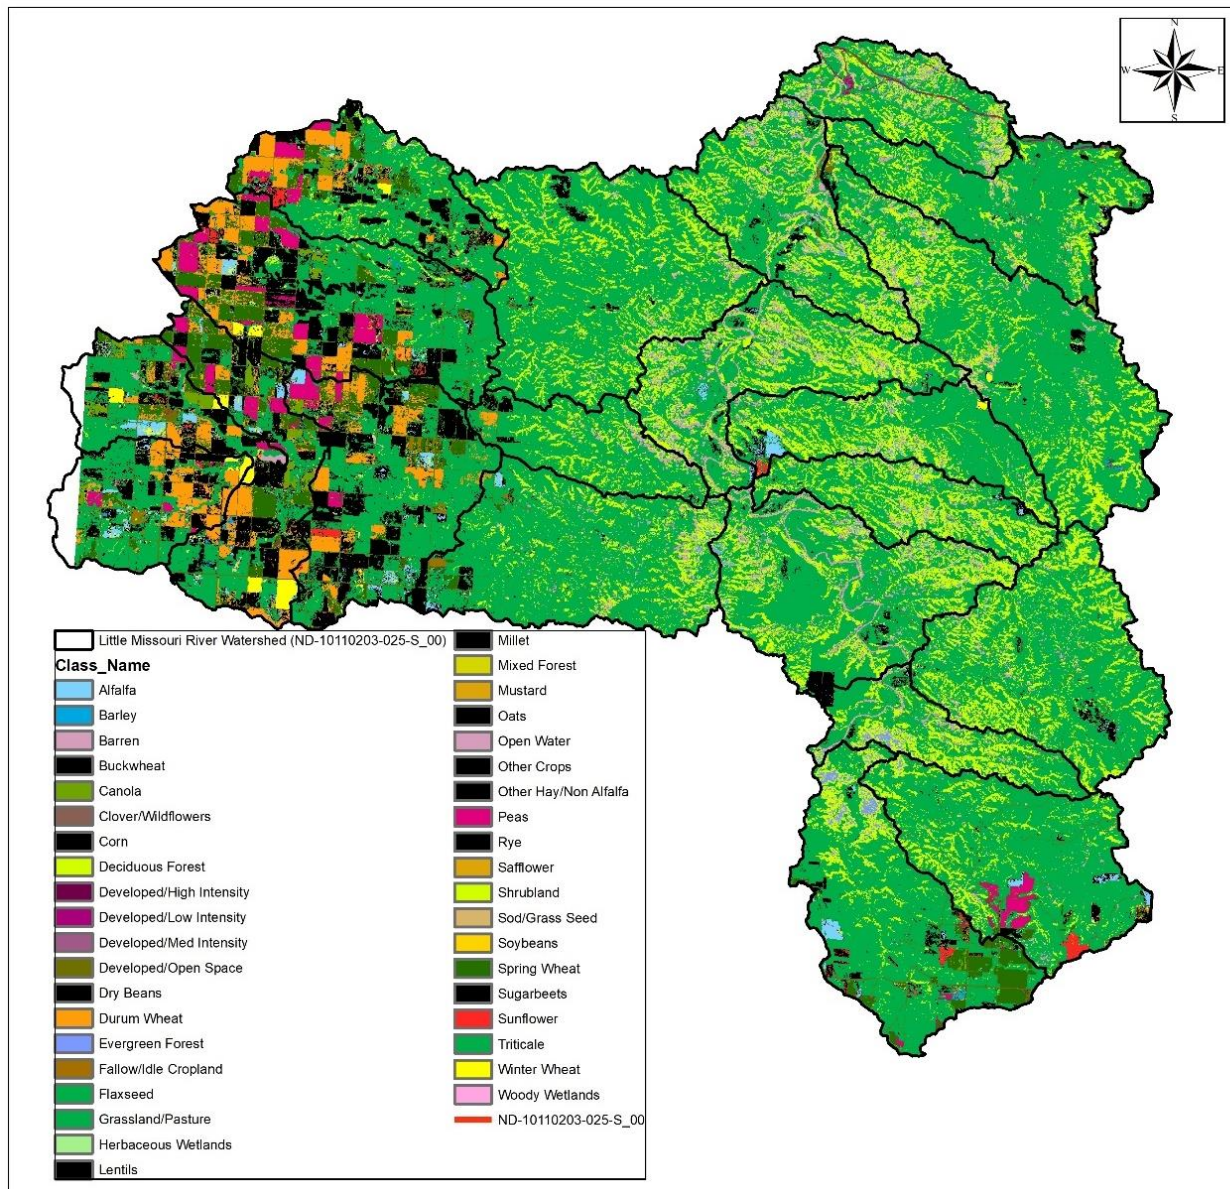 N
W E
S
Little Missouri River Watershed (ND-10110203-025-S_00)
Class_Name
Alfalfa
Barley
Barren
Buckwheat
Canola
Clover/Wildflowers
Corn
Deciduous Forest
Developed/High Intensity
Developed/Low Intensity
Developed/Med Intensity
Developed/Open Space
Dry Beans
Durum Wheat
Evergreen Forest
Fallow/Idle Cropland
Flaxseed
Grassland/Pasture
Herbaceous Wetlands
Lentils
Millet
Mixed Forest
Mustard
Oats
Open Water
Other Crops
Other Hay/Non Alfalfa
Peas
Rye
Safflower
Shrubland
Sod/Grass Seed
Soybeans
Spring Wheat
Sugarbeets
Sunflower
Triticale
Winter Wheat
Woody Wetlands
ND-10110203-025-S_00